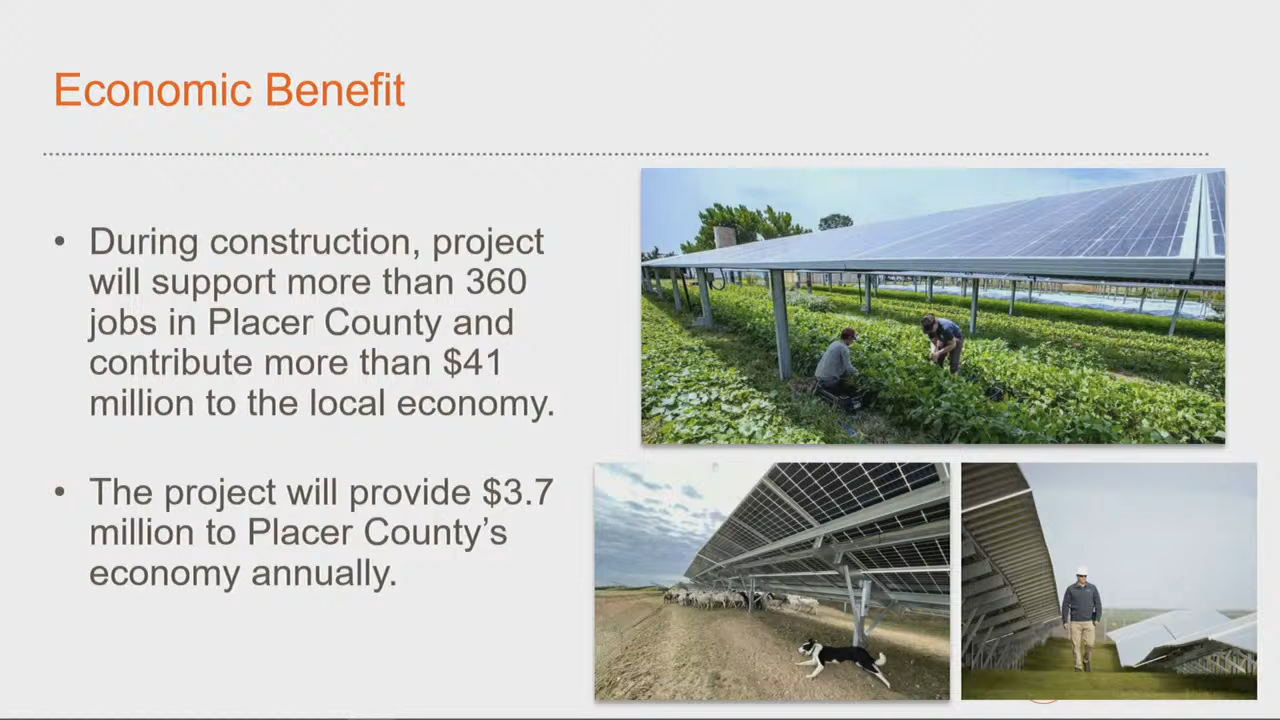 Economic Benefit
• During construction, project
will support more than 360
jobs in Placer County and
contribute more than $41
million to the local economy.
• The project will provide $3.7
million to Placer County’s
economy annually.